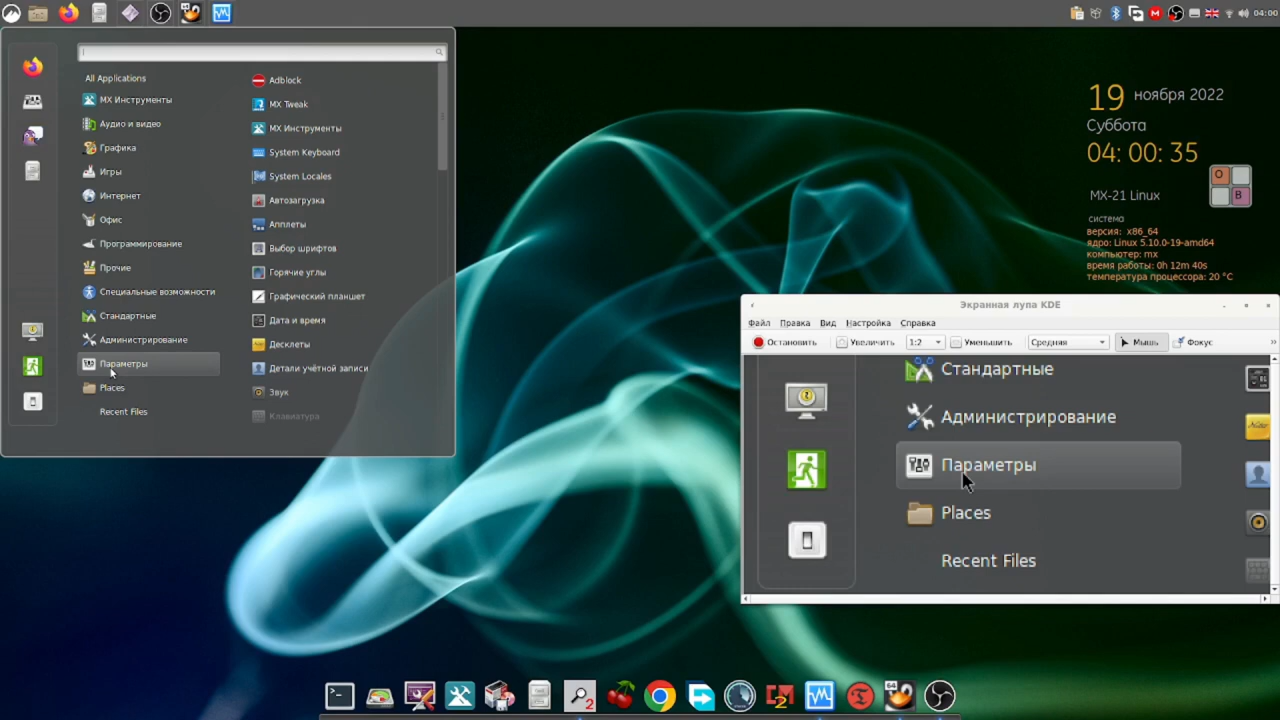 04:00
All Applications
MX Инструменты
Аудио и видео
Графика
Игры
Интернет
Офис
Программирование
Прочие
Специальные возможности
Стандартные
Администрирование
Параметры
Places
Recent Files
Adblock
MX Tweak
MX Инструменты
System Keyboard
System Locales
Автозагрузка
Апплеты
Выбор шрифтов
Горячие углы
Графический планшет
Дата и время
Десклеты
Детали учётной записи
Звук
Клавиатура
19 ноября 2022
Суббота
04: 00: 35
MX-21 Linux
O
B
система
версия: x86_64
ядро: Linux 5.10.0-19-amd64
компьютер: mx
время работы: 0h 12m 40s
температура процессора: 20 °C
Экранная лупа KDE
Файл Правка Вид Настройка Справка
Остановить Увеличить 1:2 Уменьшить Средняя Мышь Фокус
Стандартные
Администрирование
Параметры
Places
Recent Files
2
2
64